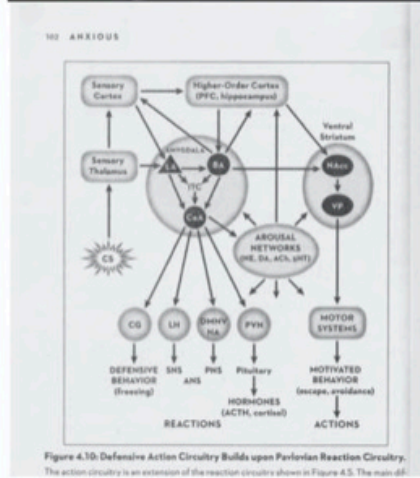 102 ANXIOUS
Sensory Cortex
Higher-Order Cortex
(PFC, hippocampus)
Ventral
Striatum
AMYGDALA
Sensory
Thalamus
LA
BA
NAcc
ITC
VP
CeA
CS
AROUSAL
NETWORKS
(NE, DA, ACh, 5HT)
CG
LH
DMNV
NA
PVN
MOTOR
SYSTEMS
DEFENSIVE
BEHAVIOR
(freezing)
SNS
PNS
ANS
Pituitary
HORMONES
(ACTH, cortisol)
MOTIVATED
BEHAVIOR
(escape, avoidance)
REACTIONS
ACTIONS
Figure 4.10: Defensive Action Circuitry Builds upon Pavlovian Reaction Circuitry.
The action circuitry is an extension of the reaction circuitry shown in Figure 4.5. The main dif-